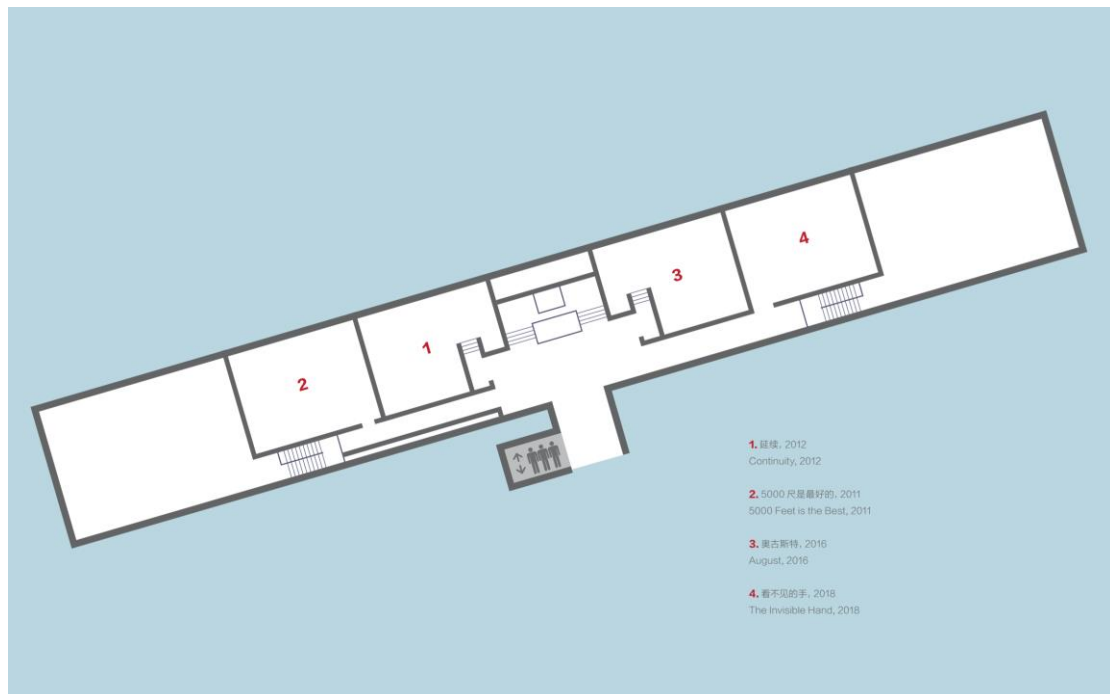 4
3
1
2
1. 延续, 2012
Continuity, 2012
2. 5000 尺是最好的, 2011
5000 Feet is the Best, 2011
3. 奥古斯特, 2016
August, 2016
4. 看不见的手, 2018
The Invisible Hand, 2018